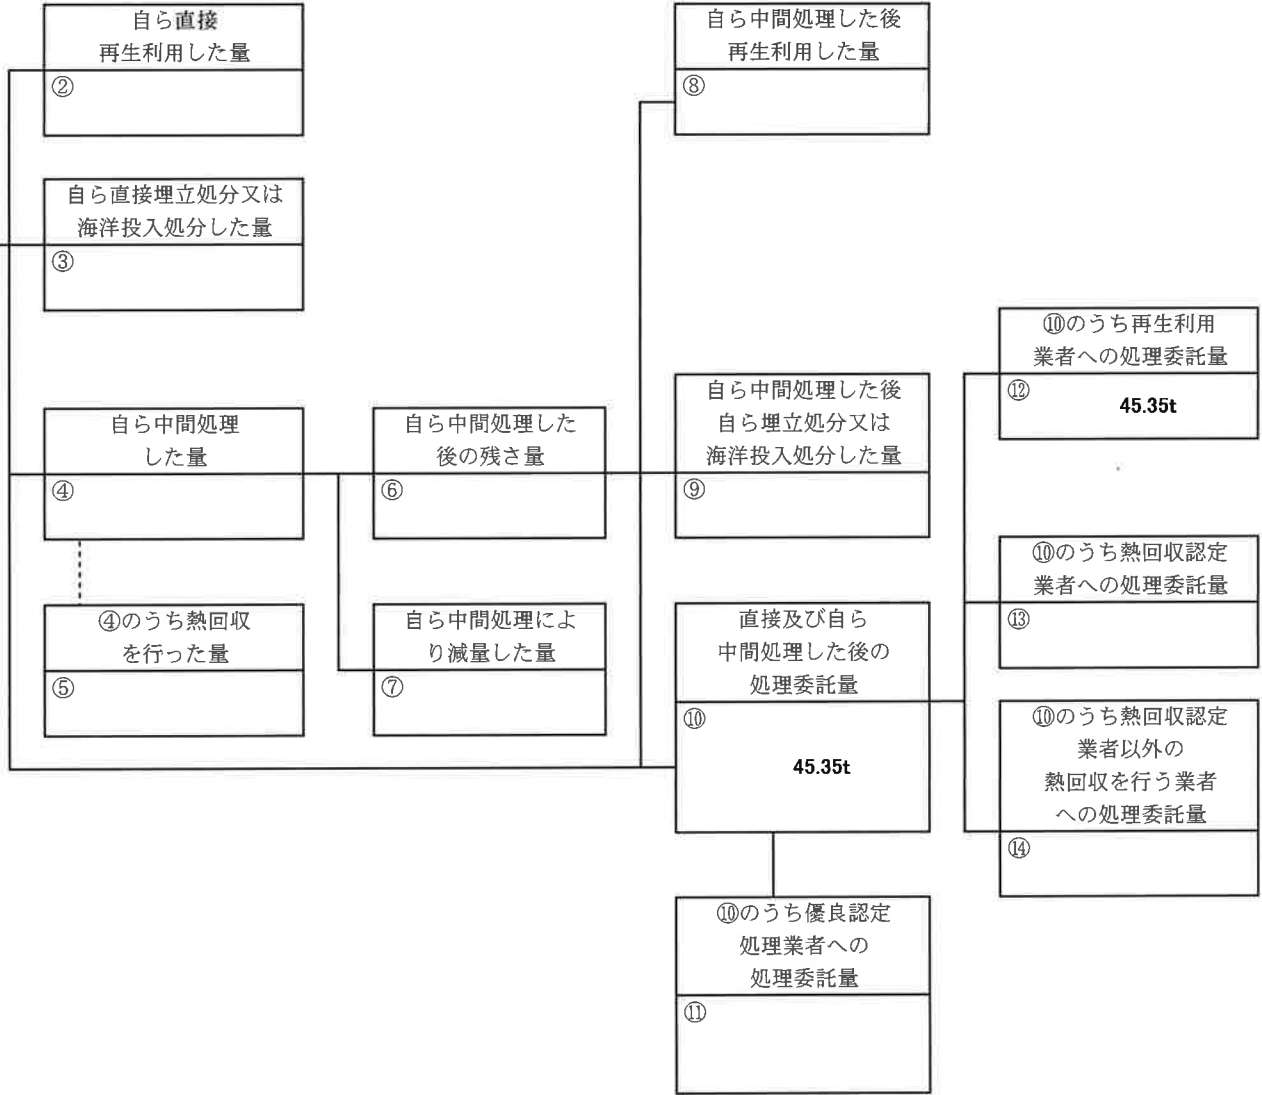 自ら直接
再生利用した量
②
自ら直接埋立処分又は
海洋投入処分した量
③
自ら中間処理
した量
④
④のうち熱回収
を行った量
⑤
自ら中間処理した
後の残さ量
⑥
自ら中間処理によ
り減量した量
⑦
自ら中間処理した後
再生利用した量
⑧
自ら中間処理した後
自ら埋立処分又は
海洋投入処分した量
⑨
直接及び自ら
中間処理した後の
処理委託量
⑩
45.35t
⑩のうち優良認定
処理業者への
処理委託量
⑪
⑩のうち再生利用
業者への処理委託量
⑫
45.35t
⑩のうち熱回収認定
業者への処理委託量
⑬
⑩のうち熱回収認定
業者以外の
熱回収を行う業者
への処理委託量
⑭